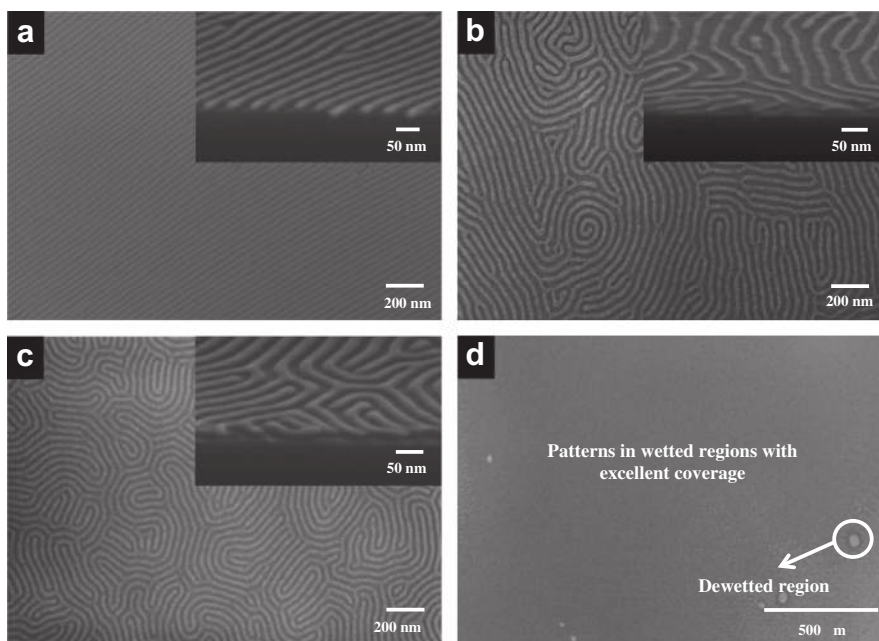 a
50 nm
200 nm
b
50 nm
200 nm
c
50 nm
200 nm
d
Patterns in wetted regions with
excellent coverage
Dewetted region
500 m